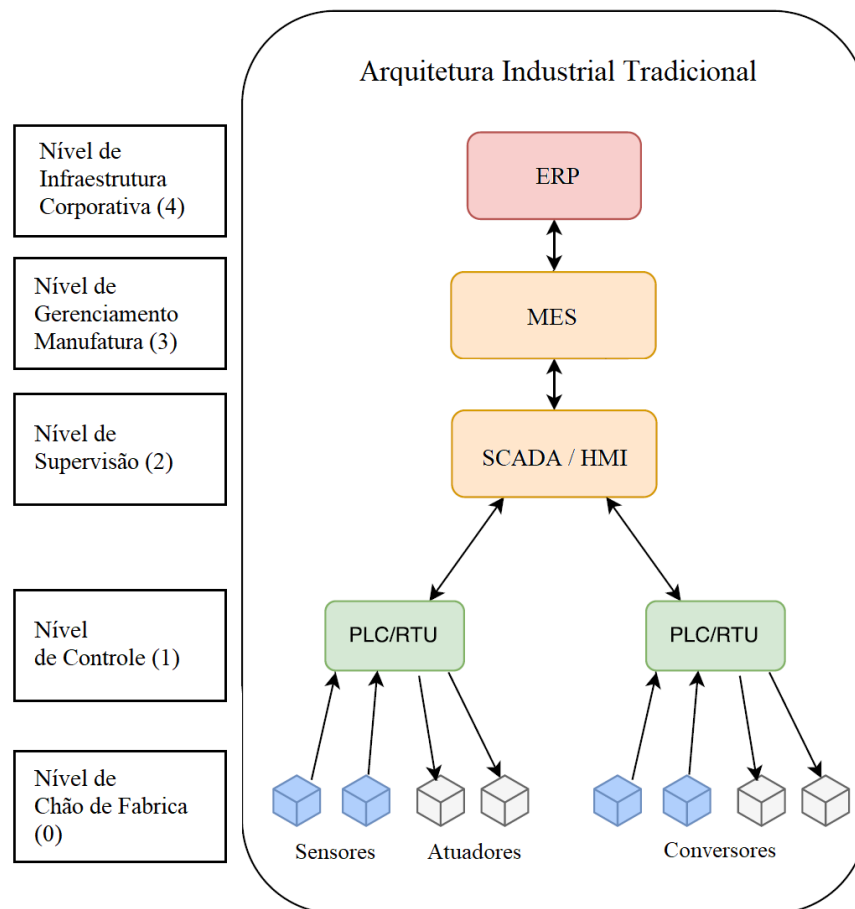 Arquitetura Industrial Tradicional
Nível de
Infraestrutura
Corporativa (4)
ERP
Nível de
Gerenciamento
Manufatura (3)
MES
Nível de
Supervisão (2)
SCADA / HMI
Nível
de Controle (1)
PLC/RTU
PLC/RTU
Nível de
Chão de Fabrica
(0)
Sensores
Atuadores
Conversores